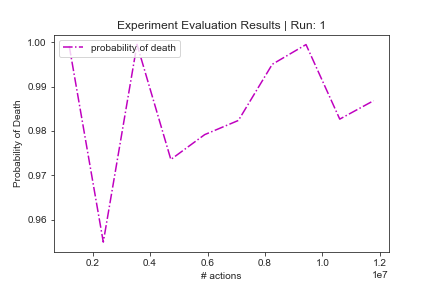 Experiment Evaluation Results | Run: 1
probability of death
Probability of Death
1.00
0.99
0.98
0.97
0.96
0.2
0.4
0.6
0.8
1.0
1.2
1e7
# actions